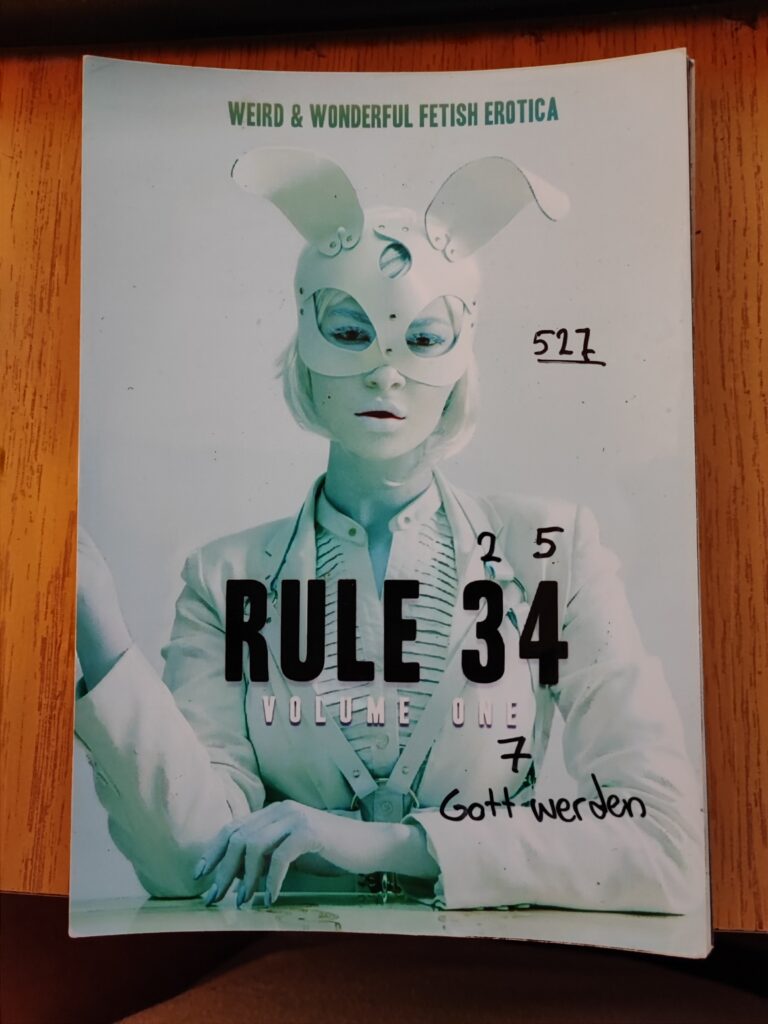 WEIRD & WONDERFUL FETISH EROTICA
527
2 5
RULE 34
VOLUME ONE
7
Gott werden